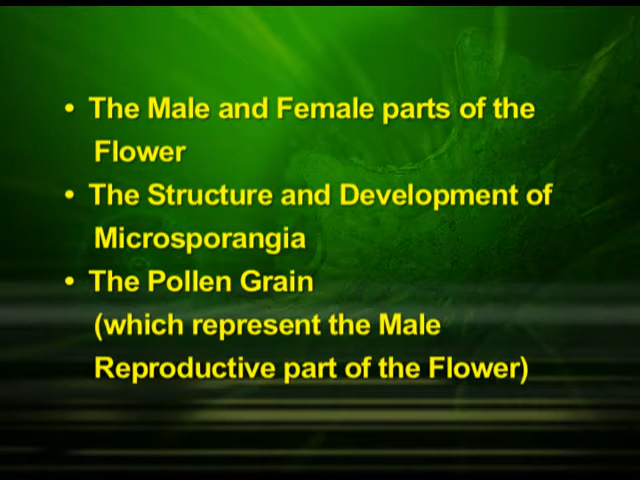 • The Male and Female parts of the
Flower
• The Structure and Development of
Microsporangia
• The Pollen Grain
(which represent the Male
Reproductive part of the Flower)